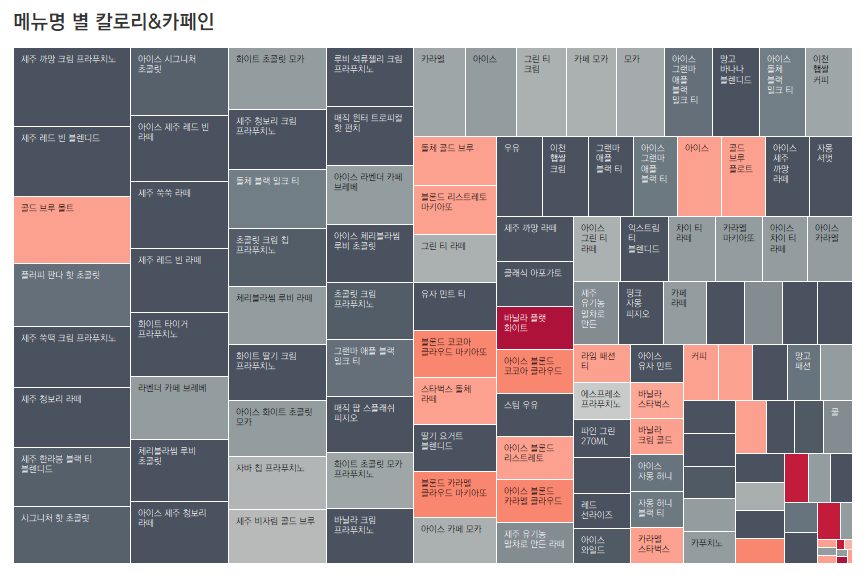 메뉴명 별 칼로리&카페인
제주 까망 크림 프라푸치노
제주 레드 빈 블렌디드
콜드 브루 몰트
플러피 판다 핫 초콜릿
제주 쑥떡 크림 프라푸치노
제주 청보리 라떼
제주 한라봉 블랙 티
블렌디드
시그니처 핫 초콜릿
아이스 시그니처
초콜릿
아이스 제주 레드 빈
라떼
제주 쑥쑥 라떼
제주 레드 빈 라떼
화이트 타이거
프라푸치노
라벤더 카페 브레베
체리블라썸 루비
초콜릿
아이스 제주 청보리
라떼
화이트 초콜릿 모카
제주 청보리 크림
프라푸치노
돌체 블랙 밀크 티
초콜릿 크림 칩
프라푸치노
체리블라썸 루비 라떼
화이트 딸기 크림
프라푸치노
아이스 화이트 초콜릿
모카
자바 칩 프라푸치노
제주 비자림 콜드 브루
루비 석류젤리 크림
프라푸치노
매직 윈터 트로피컬
핫 펀치
아이스 라벤더 카페
브레베
아이스 체리블라썸
루비 초콜릿
초콜릿 크림
프라푸치노
그랜마 애플 블랙
밀크 티
매직 팝 스플래쉬
피지오
화이트 초콜릿 모카
프라푸치노
바닐라 크림
프라푸치노
카라멜
아이스
그린 티
크림
카페 모카
모카
아이스
그랜마
애플
블랙
밀크 티
망고
바나나
블렌디드
아이스
돌체
블랙
밀크 티
이천
햅쌀
커피
돌체 콜드 브루
블론드 리스트레토
마키아또
그린 티 라떼
유자 민트 티
블론드 코코아
클라우드 마키아또
스타벅스 돌체
라떼
딸기 요거트
블렌디드
블론드 카라멜
클라우드 마키아또
아이스 카페 모카
우유
이천
햅쌀
크림
그랜마
애플
블랙 티
아이스
그랜마
애플
블랙 티
아이스
콜드
브루
플로트
아이스
제주
까망
라떼
자몽
셔벗
제주 까망 라떼
클래식 아포가토
바닐라 플랫
화이트
아이스 블론드
코코아 클라우드
스팀 우유
아이스 블론드
리스트레토
아이스 블론드
카라멜 클라우드
제주 유기농
말차로 만든 라떼
아이스
그린 티
라떼
익스트림
티
블렌디드
차이 티
라떼
카라멜
마키아또
아이스
차이 티
라떼
아이스
카라멜
제주
유기농
말차로
만든
핑크
자몽
피지오
카페
라떼
라임 패션
티
에스프레소
프라푸치노
파인 그린
270ML
레드
선라이즈
아이스
와일드
아이스
유자 민트
바닐라
스타벅스
바닐라
크림 콜드
아이스
자몽 허니
자몽 허니
블랙 티
카라멜
스타벅스
커피
카푸치노
망고
패션
콜